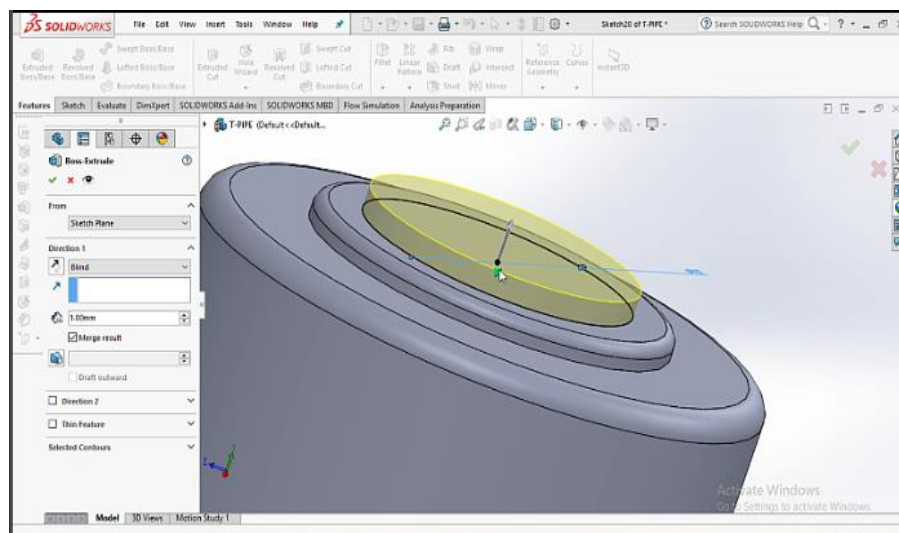 SOLIDWORKS File Edit View Insert Tools Window Help Sketch20 of T-PIPE * Search SOLIDWORKS Help
Extruded Boss/Base Revolved Boss/Base Swept Boss/Base Lofted Boss/Base Boundary Boss/Base Extruded Cut Hole Wizard Revolved Cut Swept Cut Lofted Cut Boundary Cut Fillet Linear Pattern Rib Draft Shell Wrap Intersect Mirror Reference Geometry Curves Instant3D
Features Sketch Evaluate DimXpert SOLIDWORKS Add-Ins SOLIDWORKS MBD Flow Simulation Analysis Preparation
T-PIPE (Default<<Default...
Boss-Extrude
From
Sketch Plane
Direction 1
Blind
1.00mm
Merge result
Draft outward
Direction 2
Thin Feature
Selected Contours
Activate Windows
Go to Settings to activate Windows.
Model 3D Views Motion Study 1